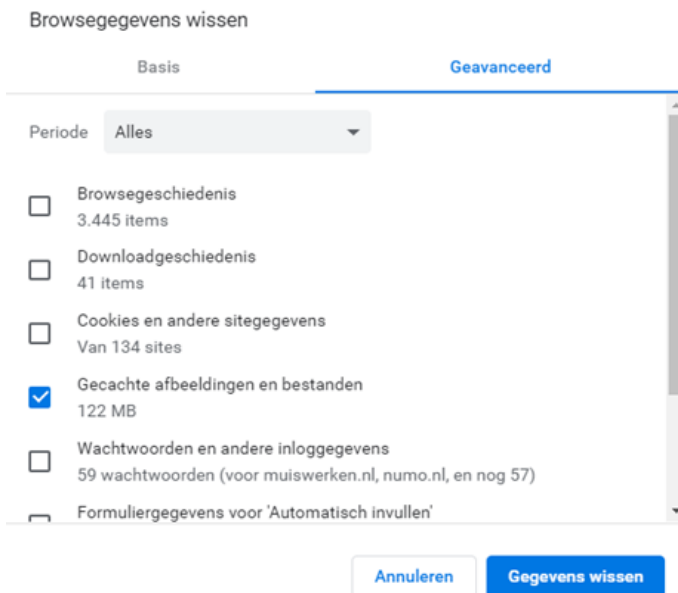 Browsegegevens wissen
Basis
Geavanceerd
Periode
Alles
Browsegeschiedenis
3.445 items
Downloadgeschiedenis
41 items
Cookies en andere sitegegevens
Van 134 sites
Gecachte afbeeldingen en bestanden
122 MB
Wachtwoorden en andere inloggegevens
59 wachtwoorden (voor muiswerken.nl, numo.nl, en nog 57)
Formuliergegevens voor 'Automatisch invullen'
Annuleren
Gegevens wissen